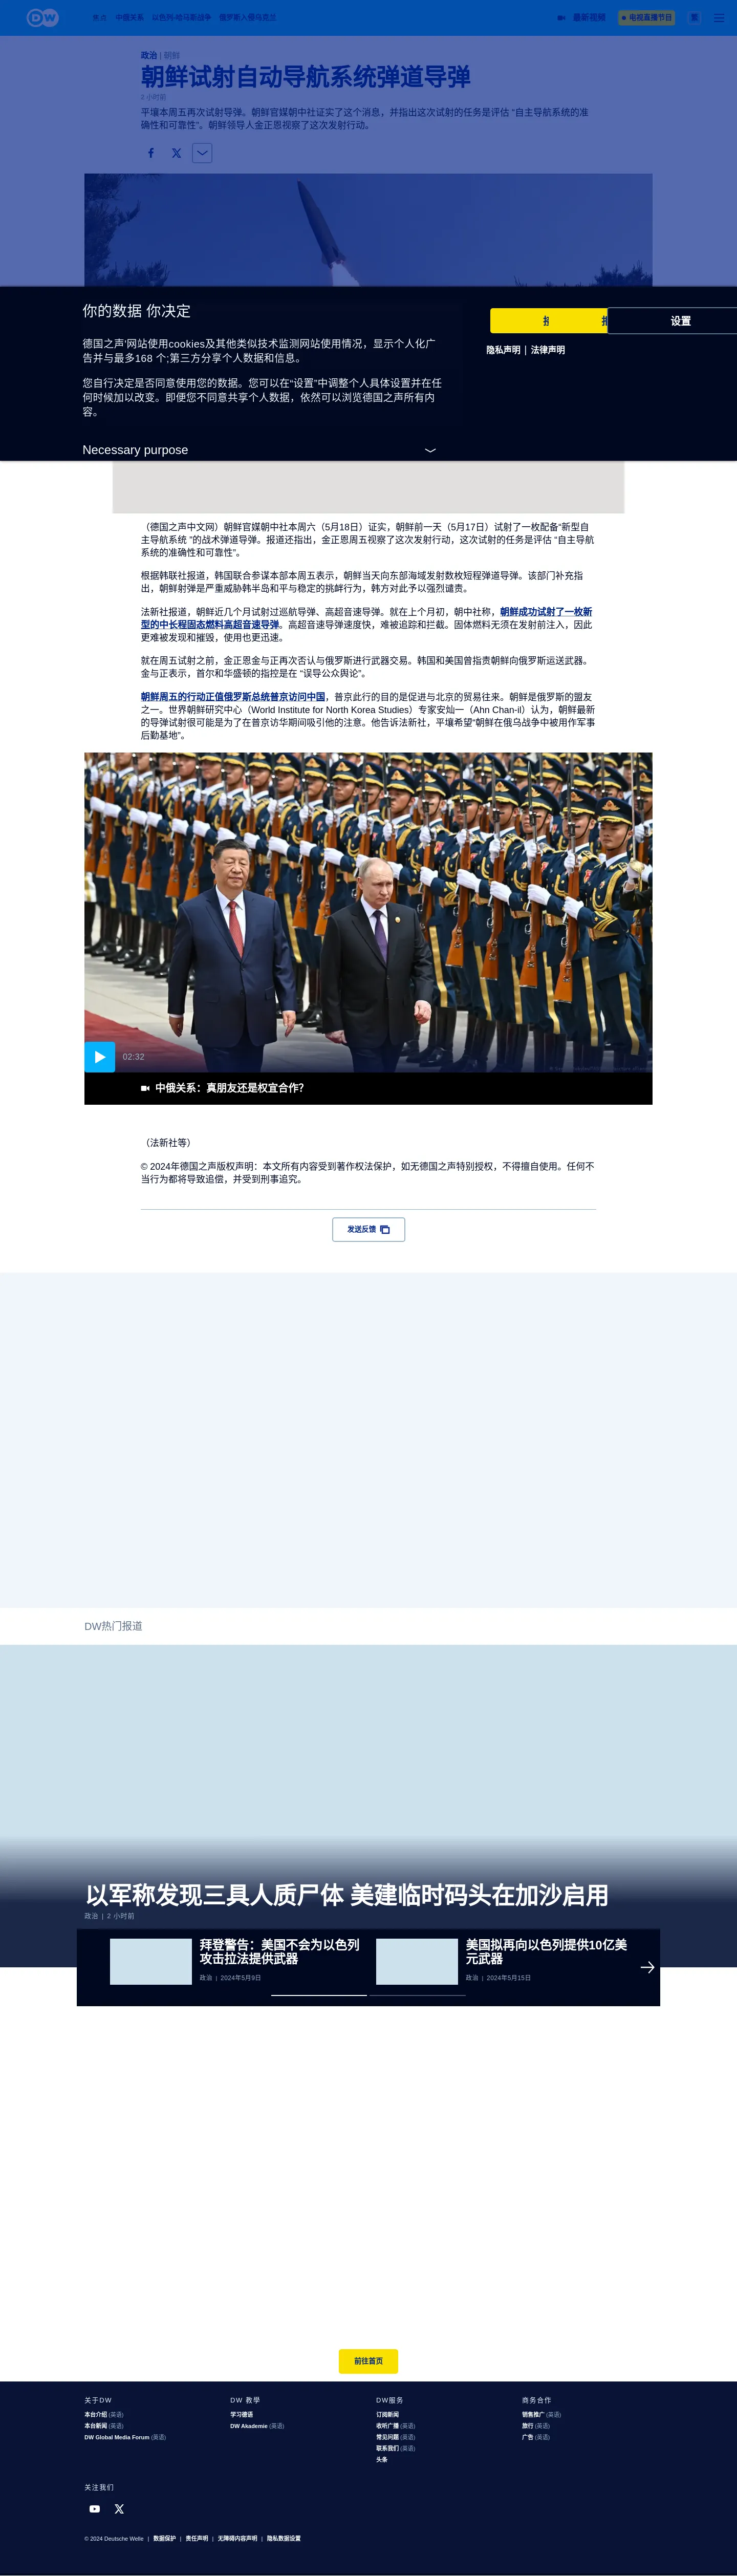 DW
热点 中俄关系 以色列-哈马斯战争 俄罗斯入侵乌克兰
最新视频
电视直播节目
繁
政治 | 朝鲜
朝鲜试射自动导航系统弹道导弹
2 小时前
平壤本周五再次试射导弹。朝鲜官媒朝中社证实了这个消息，并指出这次试射的任务是评估 “自主导航系统的准
确性和可靠性”。朝鲜领导人金正恩视察了这次发射行动。
你的数据 你决定
设置
隐私声明 | 法律声明
德国之声'网站使用cookies及其他类似技术监测网站使用情况，显示个人化广
告并与最多168 个;第三方分享个人数据和信息。
您自行决定是否同意使用您的数据。您可以在“设置”中调整个人具体设置并在任
何时候加以改变。即便您不同意共享个人数据，依然可以浏览德国之声所有内
容。
Necessary purpose
（德国之声中文网）朝鲜官媒朝中社本周六（5月18日）证实，朝鲜前一天（5月17日）试射了一枚配备“新型自
主导航系统 ”的战术弹道导弹。报道还指出，金正恩周五视察了这次发射行动，这次试射的任务是评估 “自主导航
系统的准确性和可靠性”。
根据韩联社报道，韩国联合参谋本部本周五表示，朝鲜当天向东部海域发射数枚短程弹道导弹。该部门补充指
出，朝鲜射弹是严重威胁韩半岛和平与稳定的挑衅行为，韩方对此予以强烈谴责。
法新社报道，朝鲜近几个月试射过巡航导弹、高超音速导弹。就在上个月初，朝中社称，朝鲜成功试射了一枚新
型的中长程固态燃料高超音速导弹。高超音速导弹速度快，难被追踪和拦截。固体燃料无须在发射前注入，因此
更难被发现和摧毁，使用也更迅速。
就在周五试射之前，金正恩金与正再次否认与俄罗斯进行武器交易。韩国和美国曾指责朝鲜向俄罗斯运送武器。
金与正表示，首尔和华盛顿的指控是在 “误导公众舆论”。
朝鲜周五的行动正值俄罗斯总统普京访问中国，普京此行的目的是促进与北京的贸易往来。朝鲜是俄罗斯的盟友
之一。世界朝鲜研究中心（World Institute for North Korea Studies）专家安灿一（Ahn Chan-il）认为，朝鲜最新
的导弹试射很可能是为了在普京访华期间吸引他的注意。他告诉法新社，平壤希望“朝鲜在俄乌战争中被用作军事
后勤基地”。
02:32
中俄关系：真朋友还是权宜合作？
（法新社等）
© 2024年德国之声版权声明：本文所有内容受到著作权法保护，如无德国之声特别授权，不得擅自使用。任何不
当行为都将导致追偿，并受到刑事追究。
发送反馈
DW热门报道
以军称发现三具人质尸体 美建临时码头在加沙启用
政治 | 2 小时前
拜登警告：美国不会为以色列
攻击拉法提供武器
政治 | 2024年5月9日
美国拟再向以色列提供10亿美
元武器
政治 | 2024年5月15日
前往首页
关于DW
本台介绍 (英语)
本台新闻 (英语)
DW Global Media Forum (英语)
DW 教學
学习德语
DW Akademie (英语)
DW服务
订阅新闻
收听广播 (英语)
常见问题 (英语)
联系我们 (英语)
头条
商务合作
销售推广 (英语)
旅行 (英语)
广告 (英语)
关注我们
© 2024 Deutsche Welle | 数据保护 | 责任声明 | 无障碍内容声明 | 隐私数据设置